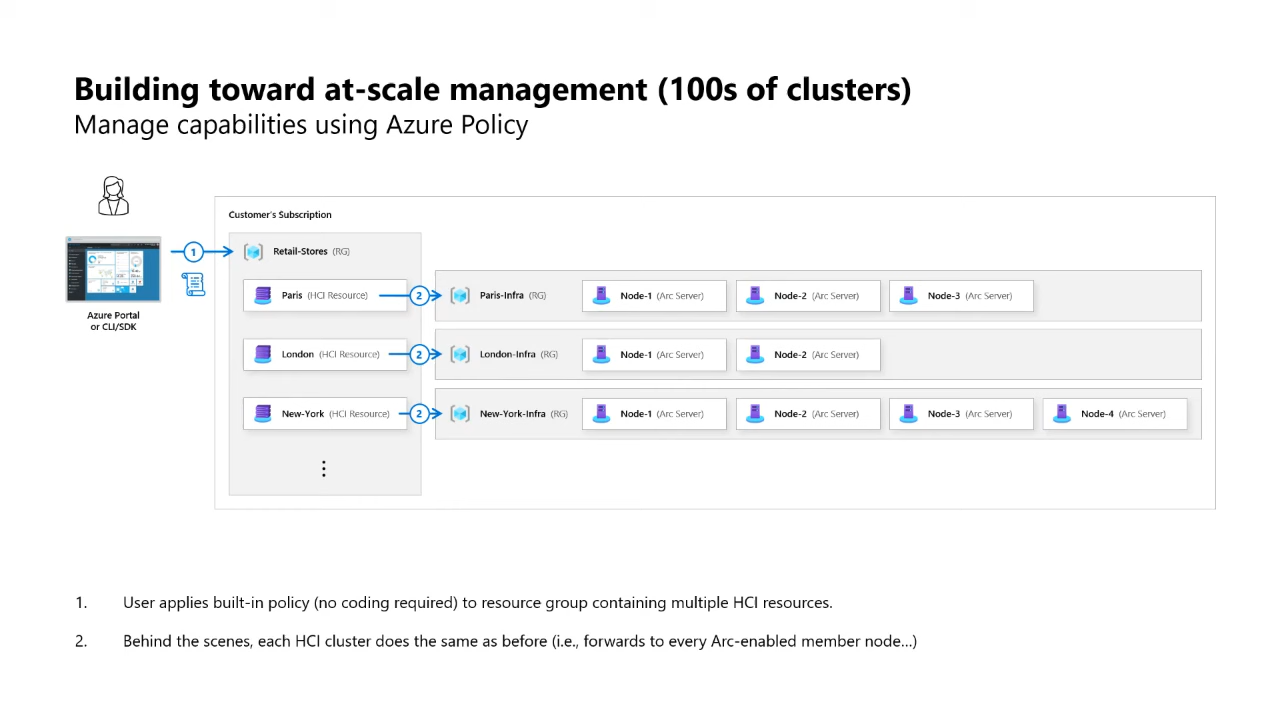 Building toward at-scale management (100s of clusters)
Manage capabilities using Azure Policy
Customer's Subscription
1
Retail-Stores (RG)
Azure Portal
or CLI/SDK
Paris (HCI Resource)
2
Paris-Infra (RG)
Node-1 (Arc Server)
Node-2 (Arc Server)
Node-3 (Arc Server)
London (HCI Resource)
2
London-Infra (RG)
Node-1 (Arc Server)
Node-2 (Arc Server)
New-York (HCI Resource)
2
New-York-Infra (RG)
Node-1 (Arc Server)
Node-2 (Arc Server)
Node-3 (Arc Server)
Node-4 (Arc Server)
1. User applies built-in policy (no coding required) to resource group containing multiple HCI resources.
2. Behind the scenes, each HCI cluster does the same as before (i.e., forwards to every Arc-enabled member node...)